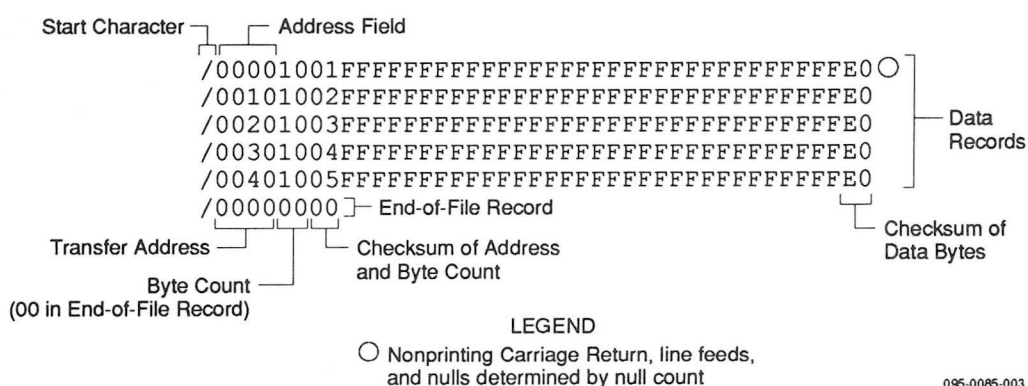 Start Character
Address Field
/00001001FFFFFFFFFFFFFFFFFFFFFFFFFFFFFFFFE0
/00101002FFFFFFFFFFFFFFFFFFFFFFFFFFFFFFFFE0
/00201003FFFFFFFFFFFFFFFFFFFFFFFFFFFFFFFFE0
/00301004FFFFFFFFFFFFFFFFFFFFFFFFFFFFFFFFE0
/00401005FFFFFFFFFFFFFFFFFFFFFFFFFFFFFFFFE0
/00000000
Data
Records
End-of-File Record
Transfer Address
Checksum of Address
and Byte Count
Checksum of
Data Bytes
Byte Count
(00 in End-of-File Record)
LEGEND
Nonprinting Carriage Return, line feeds,
and nulls determined by null count
095-0085-003